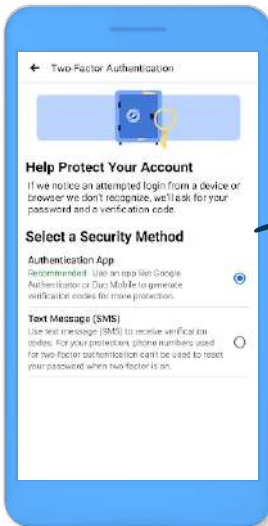 ← Two-Factor Authentication
Help Protect Your Account
If we notice an attempted login from a device or
browser we don't recognize, we'll ask for your
password and a verification code.
Select a Security Method
Authentication App
Recommended · Use an app like Google
Authenticator or Duo Mobile to generate
verification codes for more protection.
Text Message (SMS)
Use text message (SMS) to receive verification
codes. For your protection, phone numbers used
for two-factor authentication can't be used to reset
your password when two-factor is on.